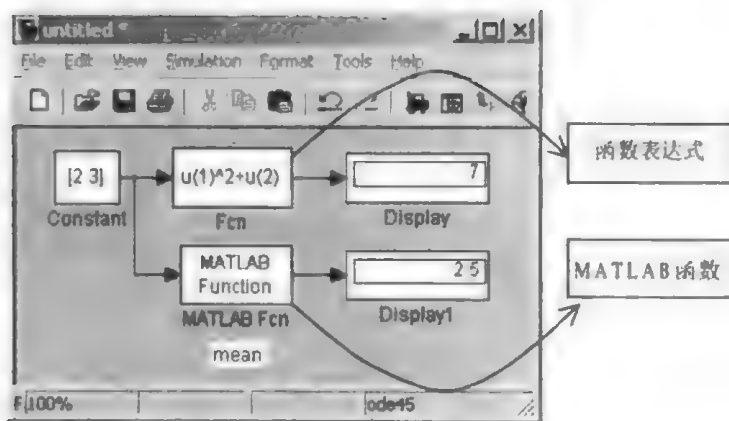 untitled *
File Edit View Simulation Format Tools Help
[2 3]
Constant
u(1)^2+u(2)
Fcn
7
Display
函数表达式
MATLAB
Function
MATLAB Fcn
mean
2.5
Display1
MATLAB函数
100%
ode45